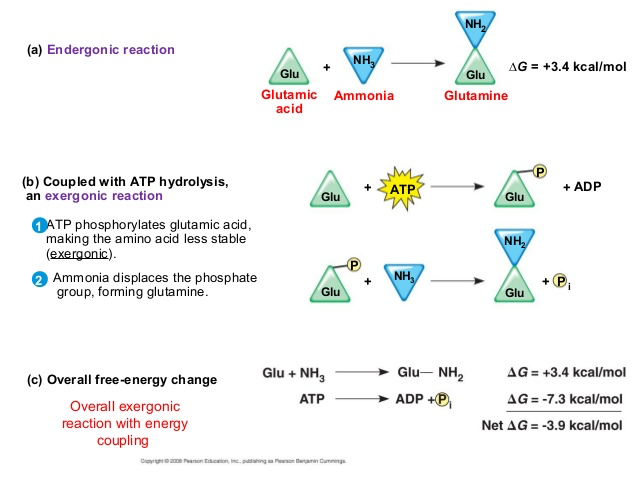 (a) Endergonic reaction
Glu
+
NH3
NH2
Glu
ΔG = +3.4 kcal/mol
Glutamic
acid
Ammonia
Glutamine
(b) Coupled with ATP hydrolysis,
an exergonic reaction
Glu
+
ATP
P
Glu
+ ADP
1 ATP phosphorylates glutamic acid,
making the amino acid less stable
(exergonic).
2 Ammonia displaces the phosphate
group, forming glutamine.
P
Glu
+
NH3
NH2
Glu
+ Pi
(c) Overall free-energy change
Glu + NH3 Glu— NH2 ΔG = +3.4 kcal/mol
ATP ADP + Pi ΔG = -7.3 kcal/mol
Net ΔG = -3.9 kcal/mol
Overall exergonic
reaction with energy
coupling
Copyright © 2008 Pearson Education, Inc., publishing as Pearson Benjamin Cummings.